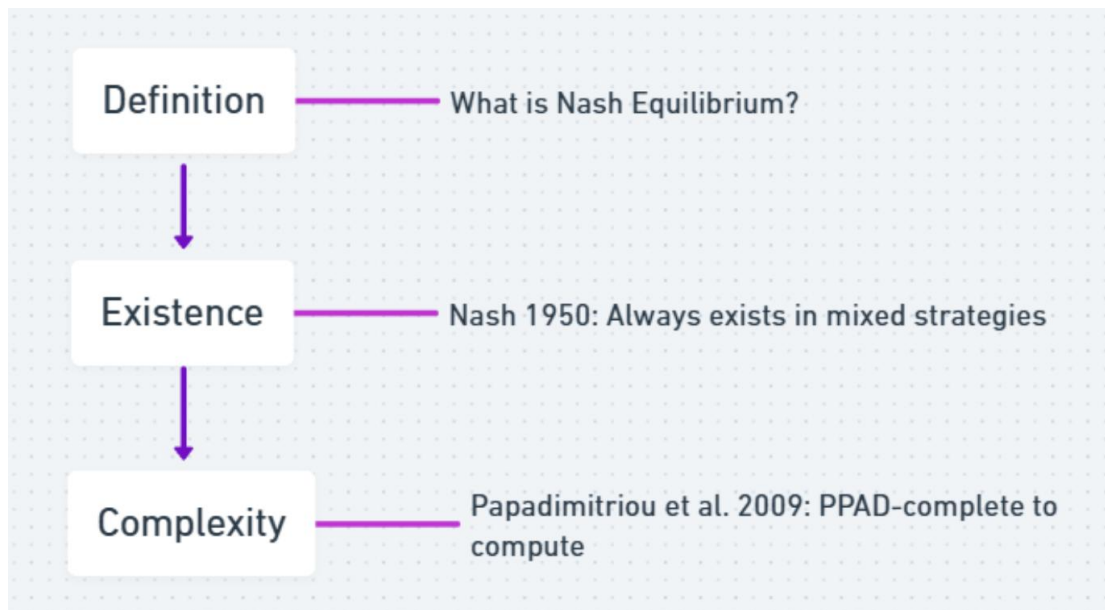 Definition
What is Nash Equilibrium?
Existence
Nash 1950: Always exists in mixed strategies
Complexity
Papadimitriou et al. 2009: PPAD-complete to
compute